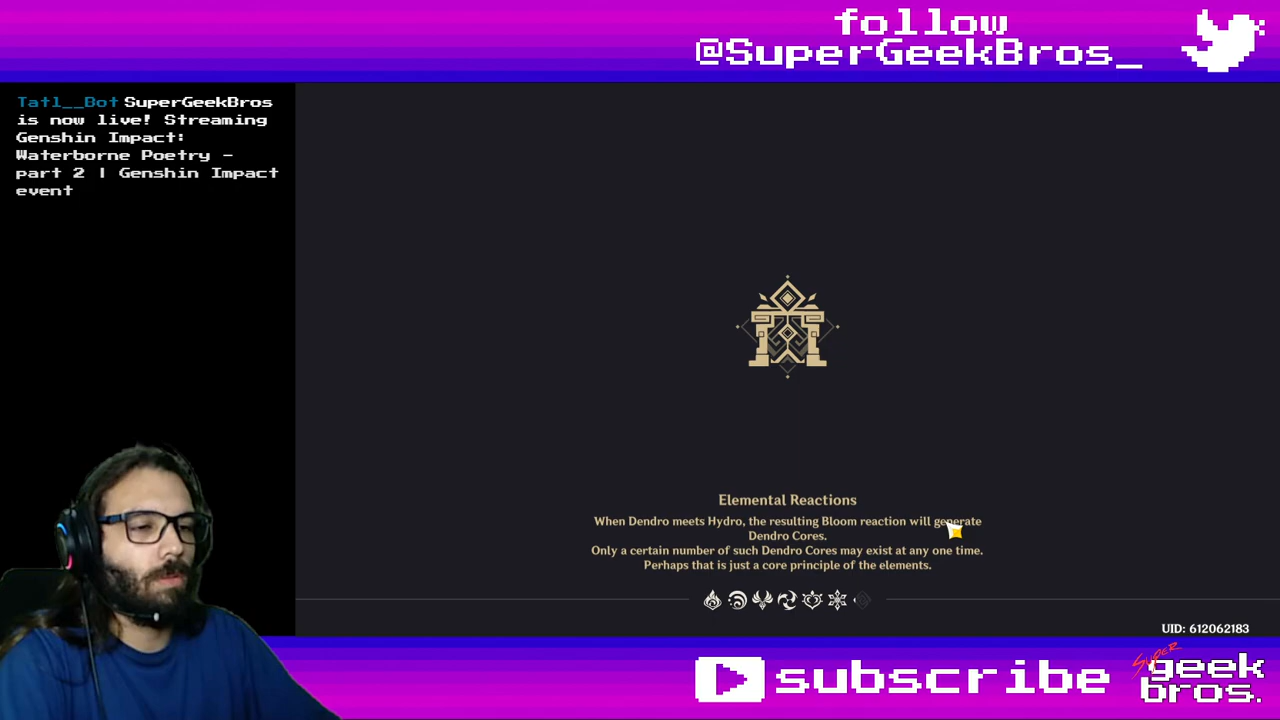 follow
@SuperGeekBros_
Tatl__Bot SuperGeekBros
is now live! Streaming
Genshin Impact:
Waterborne Poetry -
part 2 | Genshin Impact
event
Elemental Reactions
When Dendro meets Hydro, the resulting Bloom reaction will generate
Dendro Cores.
Only a certain number of such Dendro Cores may exist at any one time.
Perhaps that is just a core principle of the elements.
UID: 612062183
subscribe
SUPER
geek
bros.